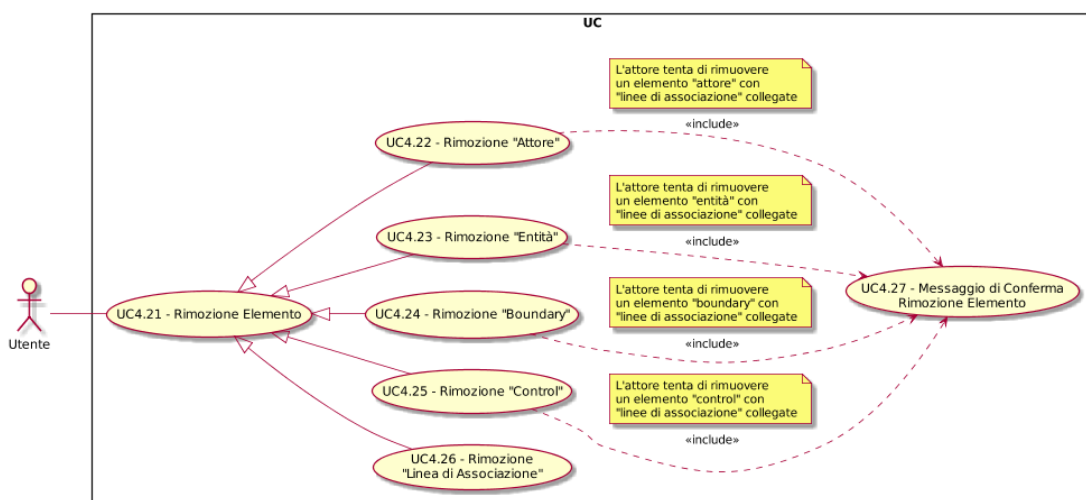 UC
L'attore tenta di rimuovere
un elemento "attore" con
"linee di associazione" collegate
«include»
UC4.22 - Rimozione "Attore"
L'attore tenta di rimuovere
un elemento "entità" con
"linee di associazione" collegate
«include»
UC4.23 - Rimozione "Entità"
Utente
UC4.21 - Rimozione Elemento
UC4.24 - Rimozione "Boundary"
L'attore tenta di rimuovere
un elemento "boundary" con
"linee di associazione" collegate
«include»
UC4.27 - Messaggio di Conferma
Rimozione Elemento
UC4.25 - Rimozione "Control"
L'attore tenta di rimuovere
un elemento "control" con
"linee di associazione" collegate
«include»
UC4.26 - Rimozione
"Linea di Associazione"